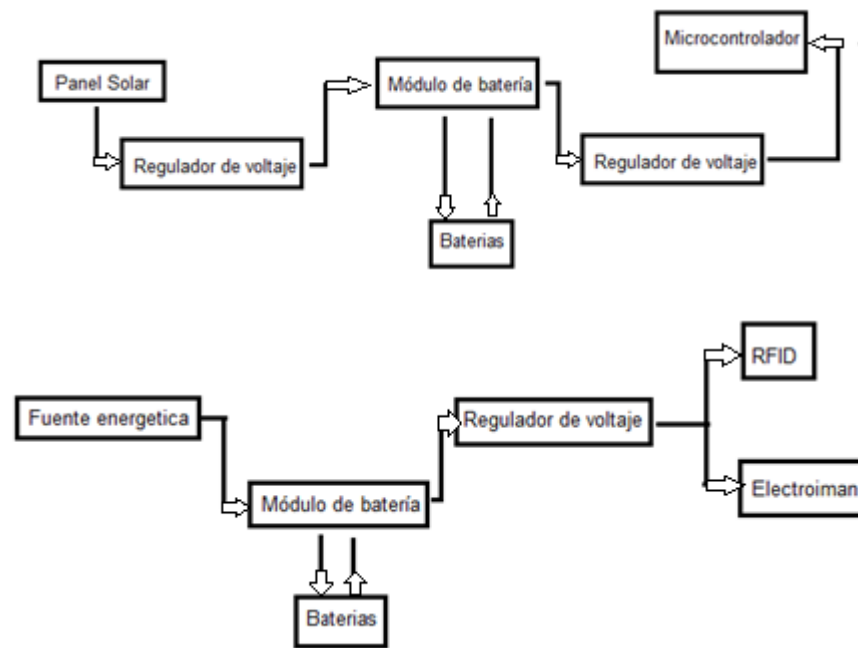 Microcontrolador
Panel Solar
Módulo de batería
Regulador de voltaje
Regulador de voltaje
Baterias
RFID
Fuente energetica
Regulador de voltaje
Módulo de batería
Electroiman
Baterias